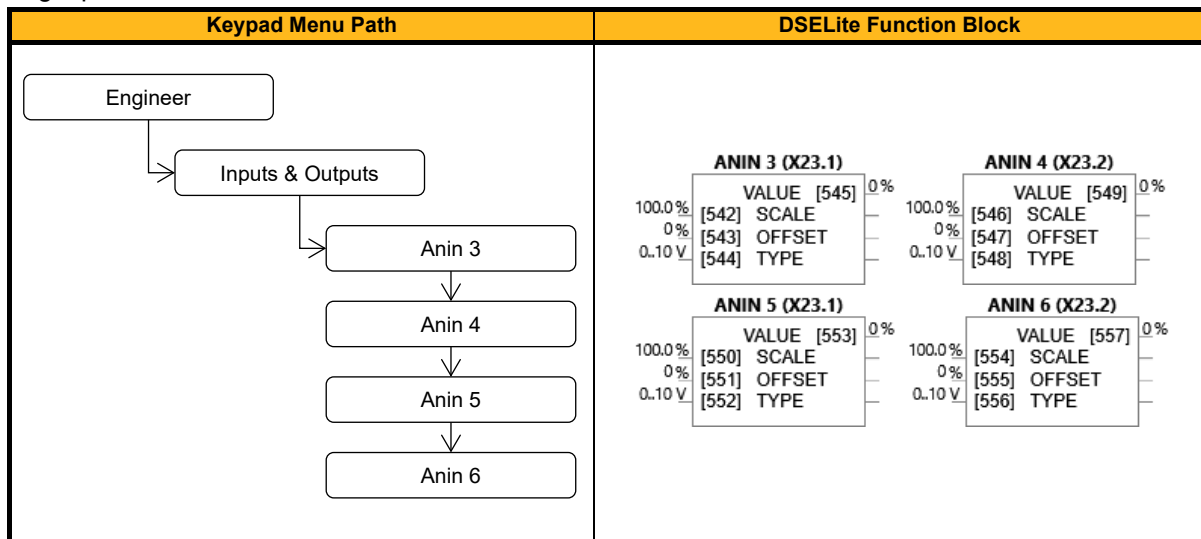 Keypad Menu Path
DSELite Function Block
Engineer
Inputs & Outputs
Anin 3
Anin 4
Anin 5
Anin 6
ANIN 3 (X23.1)
VALUE [545] 0 %
100.0 % [542] SCALE
0 % [543] OFFSET
0..10 V [544] TYPE
ANIN 4 (X23.2)
VALUE [549] 0 %
100.0 % [546] SCALE
0 % [547] OFFSET
0..10 V [548] TYPE
ANIN 5 (X23.1)
VALUE [553] 0 %
100.0 % [550] SCALE
0 % [551] OFFSET
0..10 V [552] TYPE
ANIN 6 (X23.2)
VALUE [557] 0 %
100.0 % [554] SCALE
0 % [555] OFFSET
0..10 V [556] TYPE